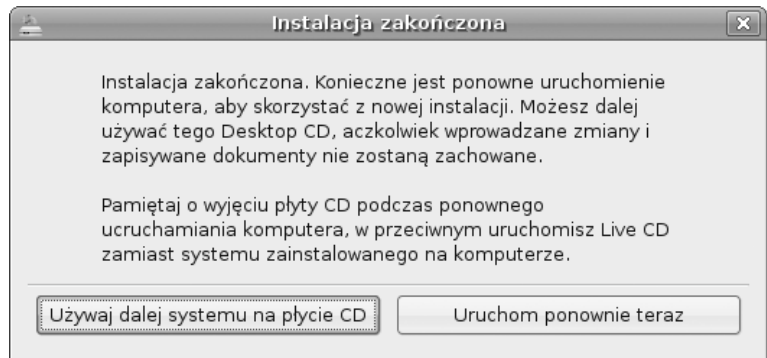 Instalacja zakończona
Instalacja zakończona. Konieczne jest ponowne uruchomienie
komputera, aby skorzystać z nowej instalacji. Możesz dalej
używać tego Desktop CD, aczkolwiek wprowadzane zmiany i
zapisywane dokumenty nie zostaną zachowane.
Pamiętaj o wyjęciu płyty CD podczas ponownego
ucruchamiania komputera, w przeciwnym uruchomisz Live CD
zamiast systemu zainstalowanego na komputerze.
Używaj dalej systemu na płycie CD
Uruchom ponownie teraz